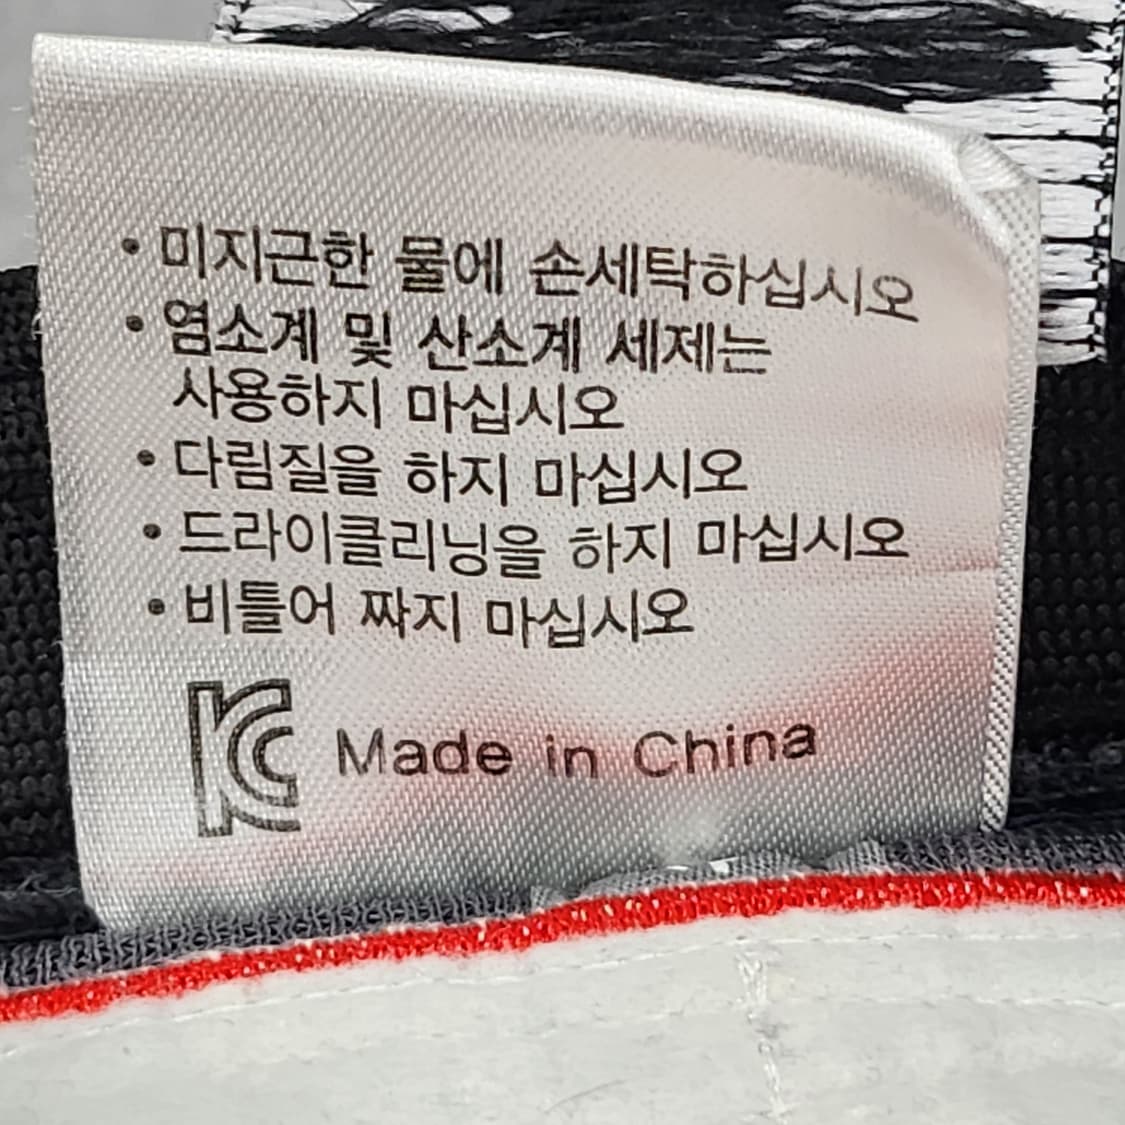 • 미지근한 물에 손세탁하십시오
• 염소계 및 산소계 세제는
사용하지 마십시오
• 다림질을 하지 마십시오
• 드라이클리닝을 하지 마십시오
• 비틀어 짜지 마십시오
KC Made in China